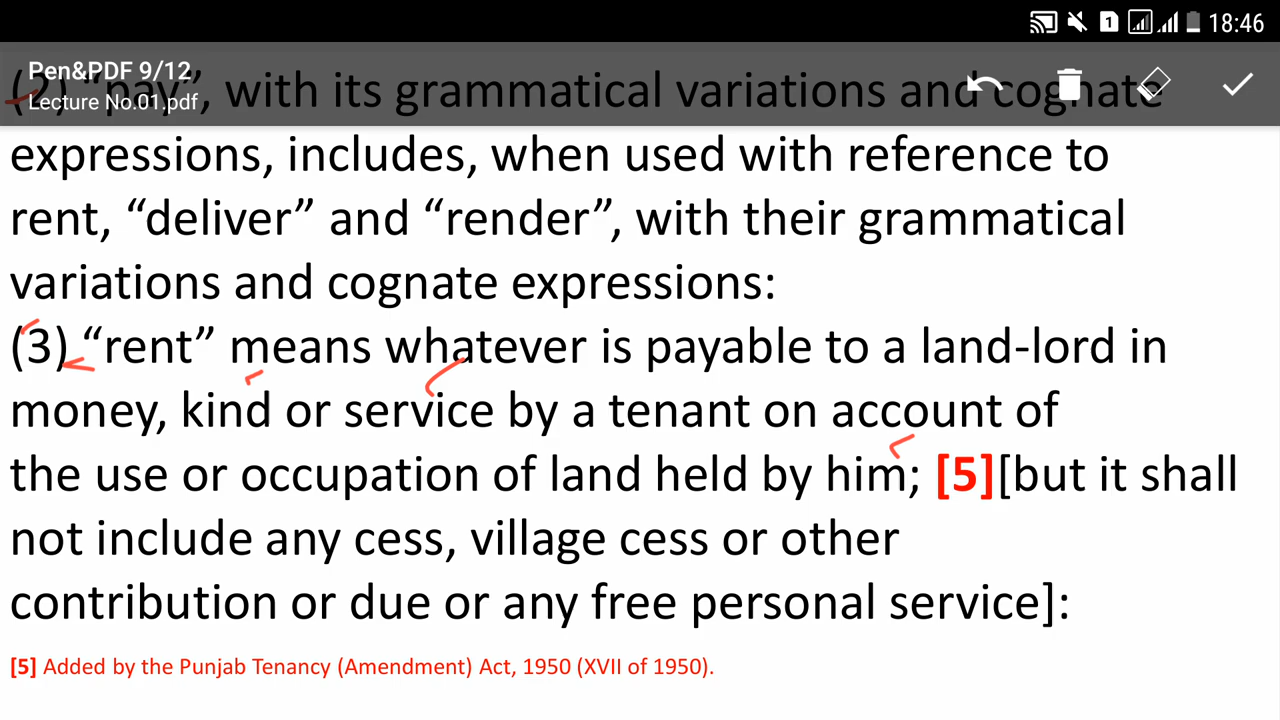 1 18:46
Pen&PDF 9/12
Lecture No.01.pdf
(2) “pay”, with its grammatical variations and cognate
expressions, includes, when used with reference to
rent, “deliver” and “render”, with their grammatical
variations and cognate expressions:
(3) “rent” means whatever is payable to a land-lord in
money, kind or service by a tenant on account of
the use or occupation of land held by him; [5][but it shall
not include any cess, village cess or other
contribution or due or any free personal service]:
[5] Added by the Punjab Tenancy (Amendment) Act, 1950 (XVII of 1950).